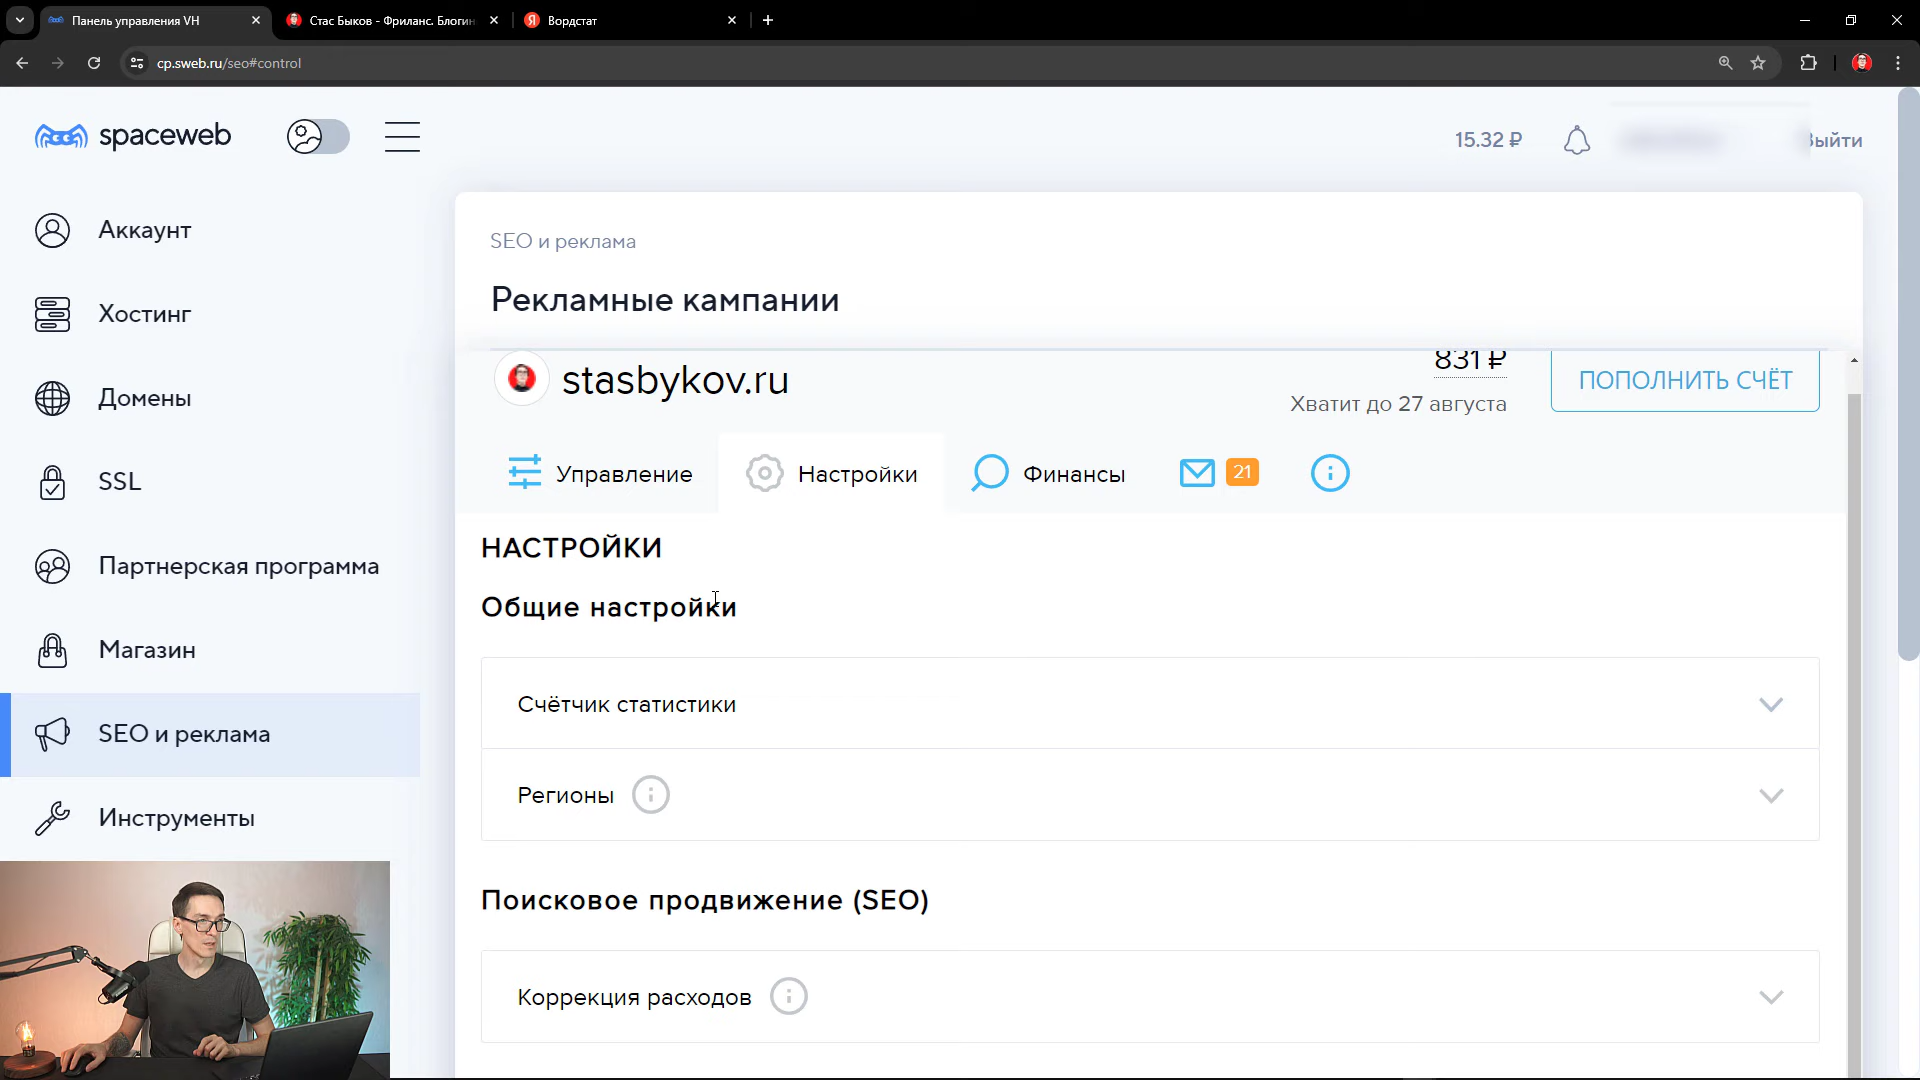 Панель управления VH
Стас Быков - Фриланс. Блогин
Я
Вордстат
cp.sweb.ru/seo#control
spaceweb
15.32 ₽
Выйти
Аккаунт
Хостинг
Домены
SSL
Партнерская программа
Магазин
SEO и реклама
Инструменты
SEO и реклама
Рекламные кампании
stasbykov.ru
831 ₽
Хватит до 27 августа
ПОПОЛНИТЬ СЧЁТ
Управление
Настройки
Финансы
21
НАСТРОЙКИ
Общие настройки
Счётчик статистики
Регионы
Поисковое продвижение (SEO)
Коррекция расходов